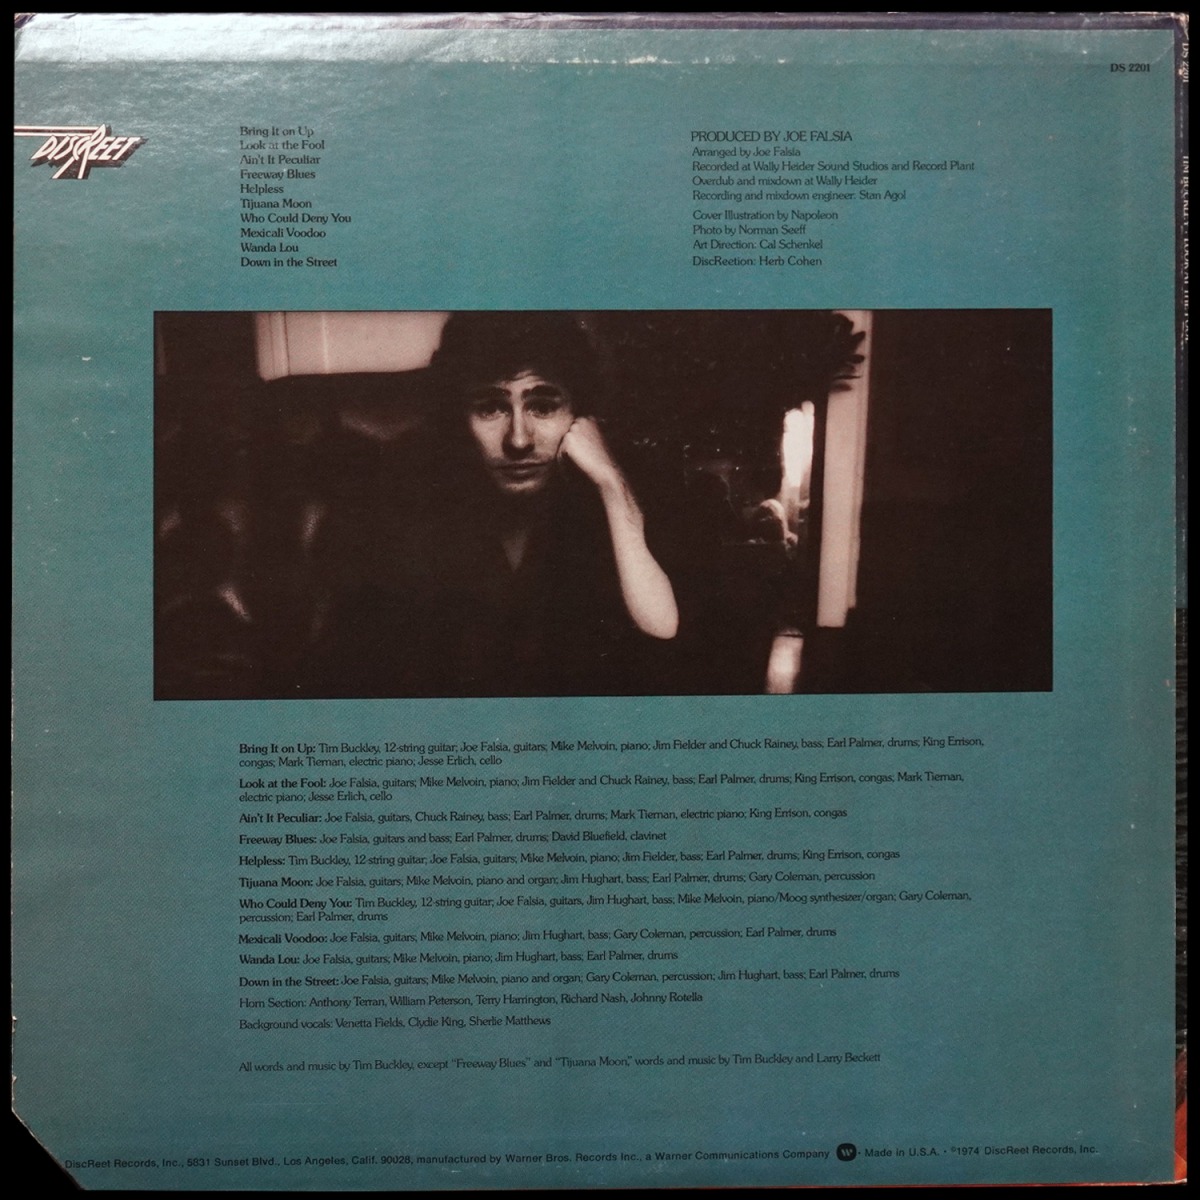 DS 2201
DISCREET
Bring It on Up
Look at the Fool
Ain't It Peculiar
Freeway Blues
Helpless
Tijuana Moon
Who Could Deny You
Mexicali Voodoo
Wanda Lou
Down in the Street
PRODUCED BY JOE FALSIA
Arranged by Joe Falsia
Recorded at Wally Heider Sound Studios and Record Plant
Overdub and mixdown at Wally Heider
Recording and mixdown engineer: Stan Agol
Cover Illustration by Napoleon
Photo by Norman Seeff
Art Direction: Cal Schenkel
DiscReetion: Herb Cohen
Bring It on Up: Tim Buckley, 12-string guitar; Joe Falsia, guitars; Mike Melvoin, piano; Jim Fielder and Chuck Rainey, bass; Earl Palmer, drums; King Errison,
congas; Mark Tiernan, electric piano; Jesse Erlich, cello
Look at the Fool: Joe Falsia, guitars; Mike Melvoin, piano; Jim Fielder and Chuck Rainey, bass; Earl Palmer, drums; King Errison, congas, Mark Tiernan,
electric piano; Jesse Erlich, cello
Ain't It Peculiar: Joe Falsia, guitars, Chuck Rainey, bass; Earl Palmer, drums; Mark Tiernan, electric piano; King Errison, congas
Freeway Blues: Joe Falsia, guitars and bass; Earl Palmer, drums; David Bluefield, clavinet
Helpless: Tim Buckley, 12-string guitar; Joe Falsia, guitars; Mike Melvoin, piano; Jim Fielder, bass; Earl Palmer, drums; King Errison, congas
Tijuana Moon: Joe Falsia, guitars; Mike Melvoin, piano and organ; Jim Hughart, bass; Earl Palmer, drums; Gary Coleman, percussion
Who Could Deny You: Tim Buckley, 12-string guitar; Joe Falsia, guitars, Jim Hughart, bass; Mike Melvoin, piano/Moog synthesizer/organ; Gary Coleman,
percussion; Earl Palmer, drums
Mexicali Voodoo: Joe Falsia, guitars; Mike Melvoin, piano; Jim Hughart, bass; Gary Coleman, percussion; Earl Palmer, drums
Wanda Lou: Joe Falsia, guitars; Mike Melvoin, piano; Jim Hughart, bass; Earl Palmer, drums
Down in the Street: Joe Falsia, guitars; Mike Melvoin, piano and organ; Gary Coleman, percussion; Jim Hughart, bass; Earl Palmer, drums
Horn Section: Anthony Terran, William Peterson, Terry Harrington, Richard Nash, Johnny Rotella
Background vocals: Venetta Fields, Clydie King, Sherlie Matthews
All words and music by Tim Buckley, except "Freeway Blues" and "Tijuana Moon," words and music by Tim Buckley and Larry Beckett
DiscReet Records, Inc., 5831 Sunset Blvd., Los Angeles, Calif. 90028, manufactured by Warner Bros. Records Inc., a Warner Communications Company W · Made in U.S.A. · ℗1974 DiscReet Records, Inc.
DS 2201